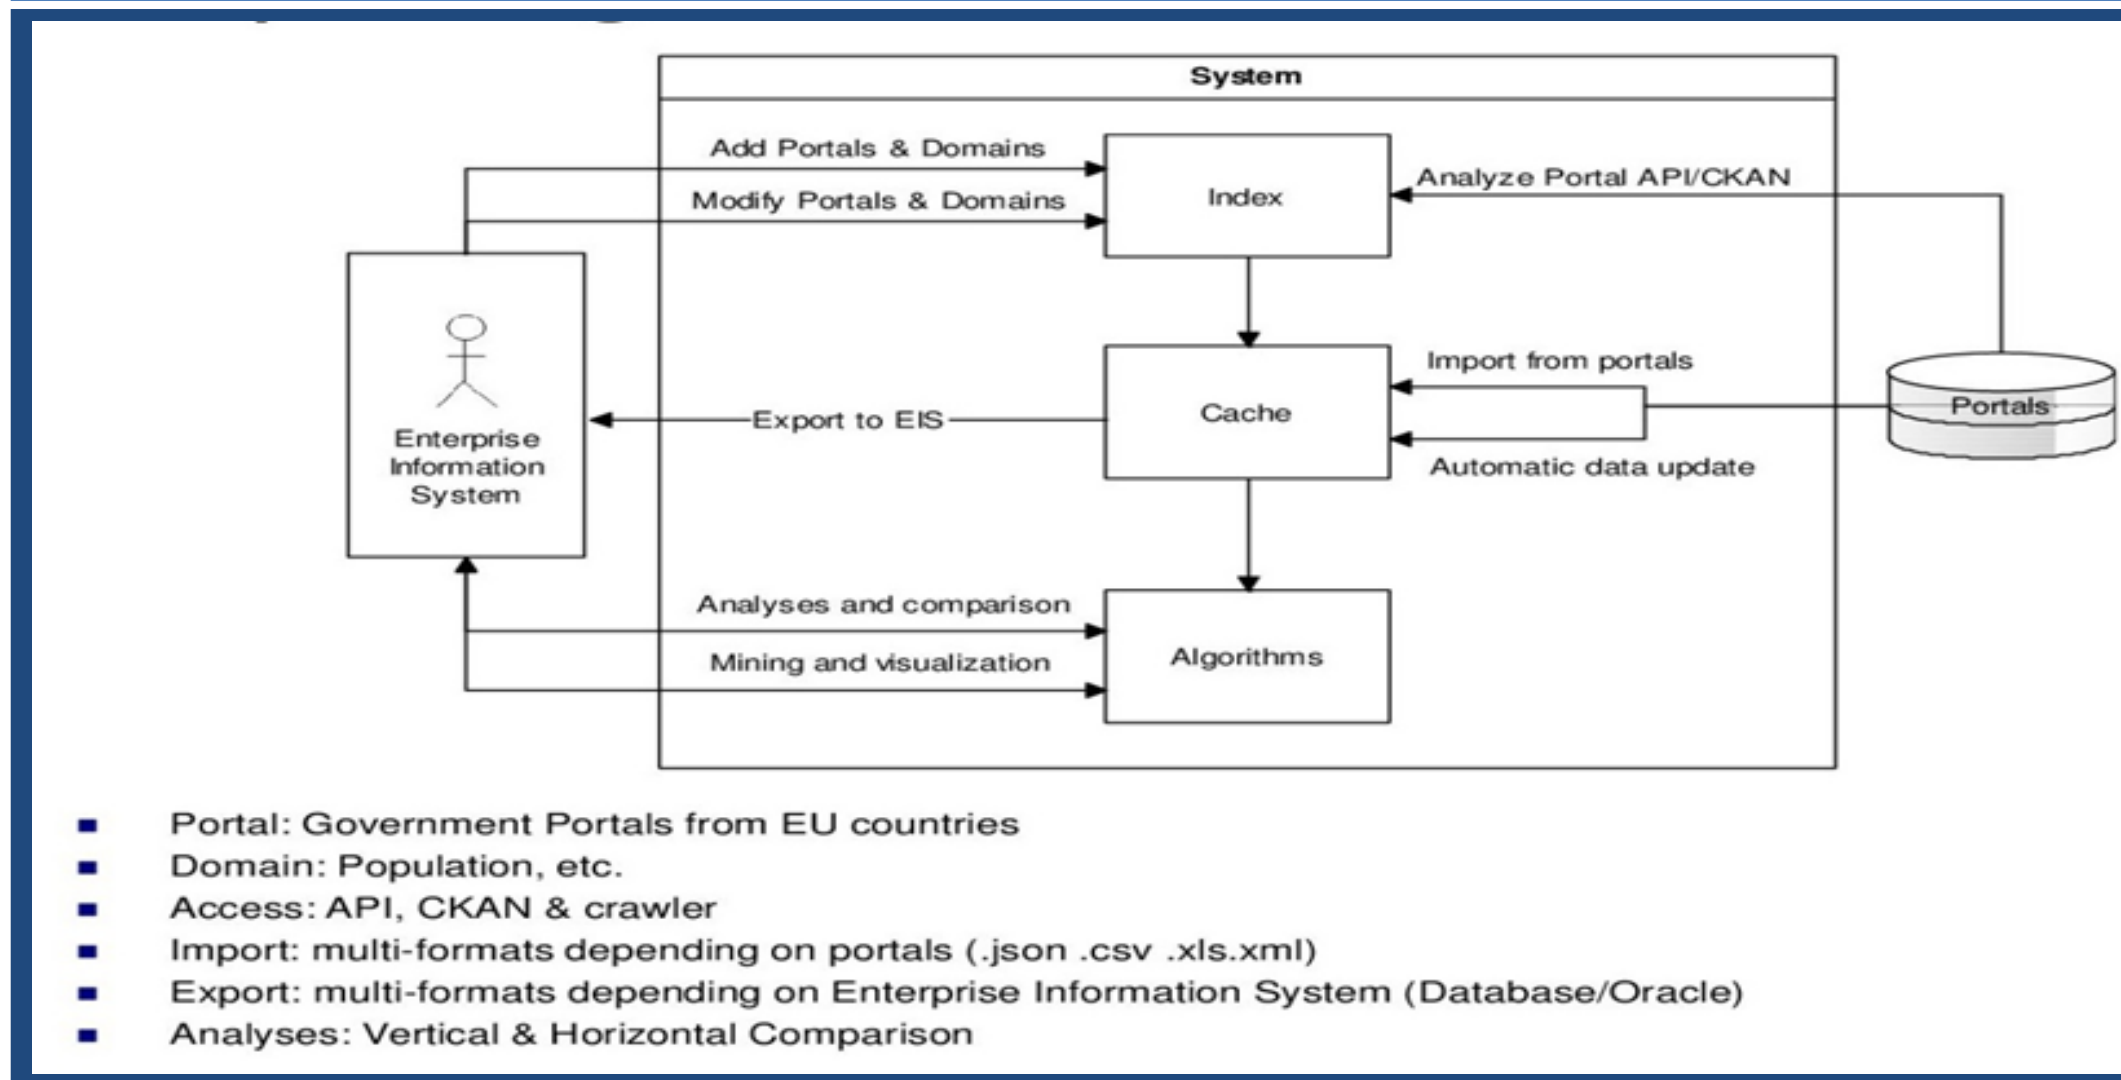 System
Add Portals & Domains
Modify Portals & Domains
Index
Analyze Portal API/CKAN
Enterprise
Information
System
Export to EIS
Cache
Import from portals
Automatic data update
Portals
Analyses and comparison
Mining and visualization
Algorithms
Portal: Government Portals from EU countries
Domain: Population, etc.
Access: API, CKAN & crawler
Import: multi-formats depending on portals (.json .csv .xls.xml)
Export: multi-formats depending on Enterprise Information System (Database/Oracle)
Analyses: Vertical & Horizontal Comparison